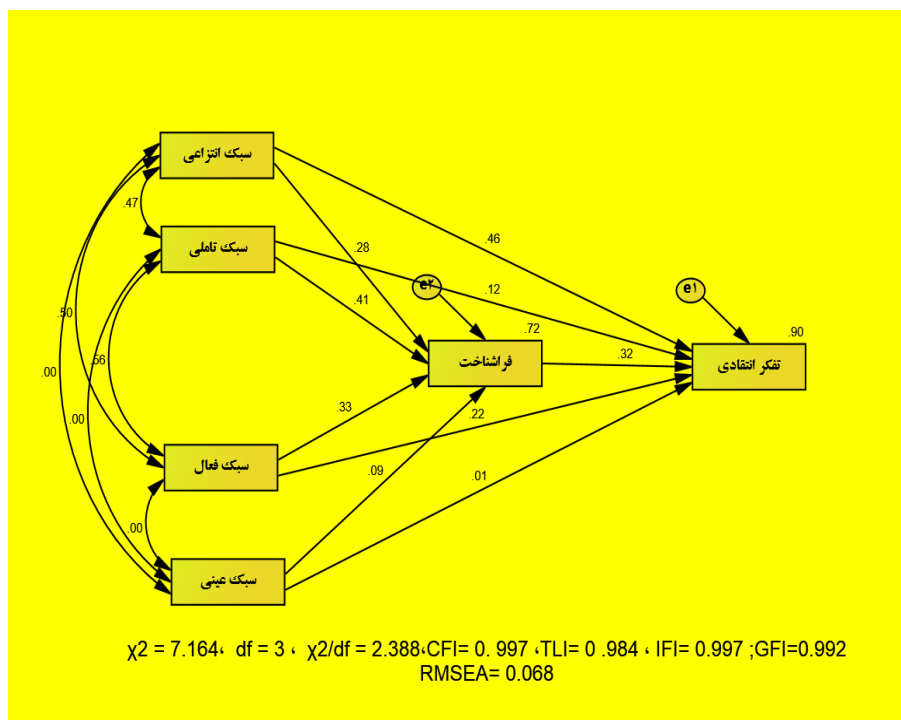 سبک انتزاعی
.47
.46
سبک تاملی
.28
e۲
.12
e۱
.41
.50
.72
.90
فراشناخت
.32
تفکر انتقادی
.56
.00
.00
.33
.22
سبک فعال
.09
.01
.00
سبک عینی
χ2 = 7.164، df = 3 ، χ2/df = 2.388،CFI= 0. 997 ،TLI= 0 .984 ، IFI= 0.997 ;GFI=0.992
RMSEA= 0.068